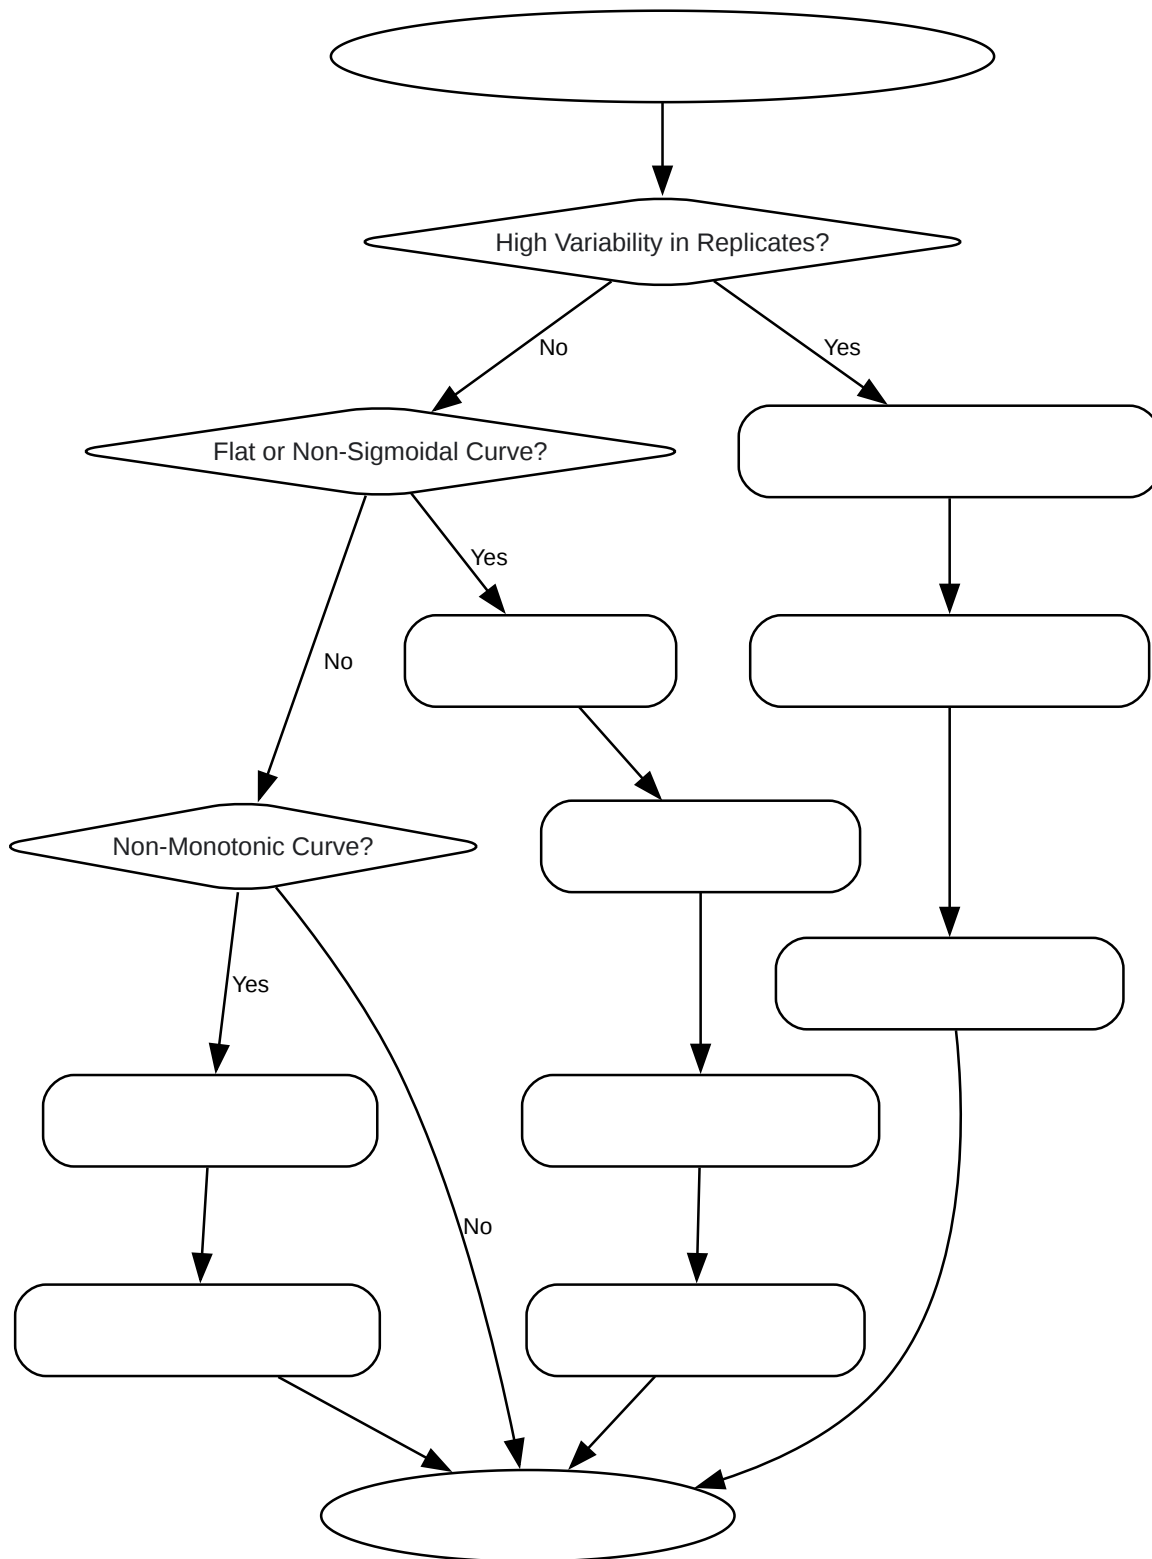 High Variability in Replicates?
No
Yes
Flat or Non-Sigmoidal Curve?
Yes
No
Non-Monotonic Curve?
Yes
No